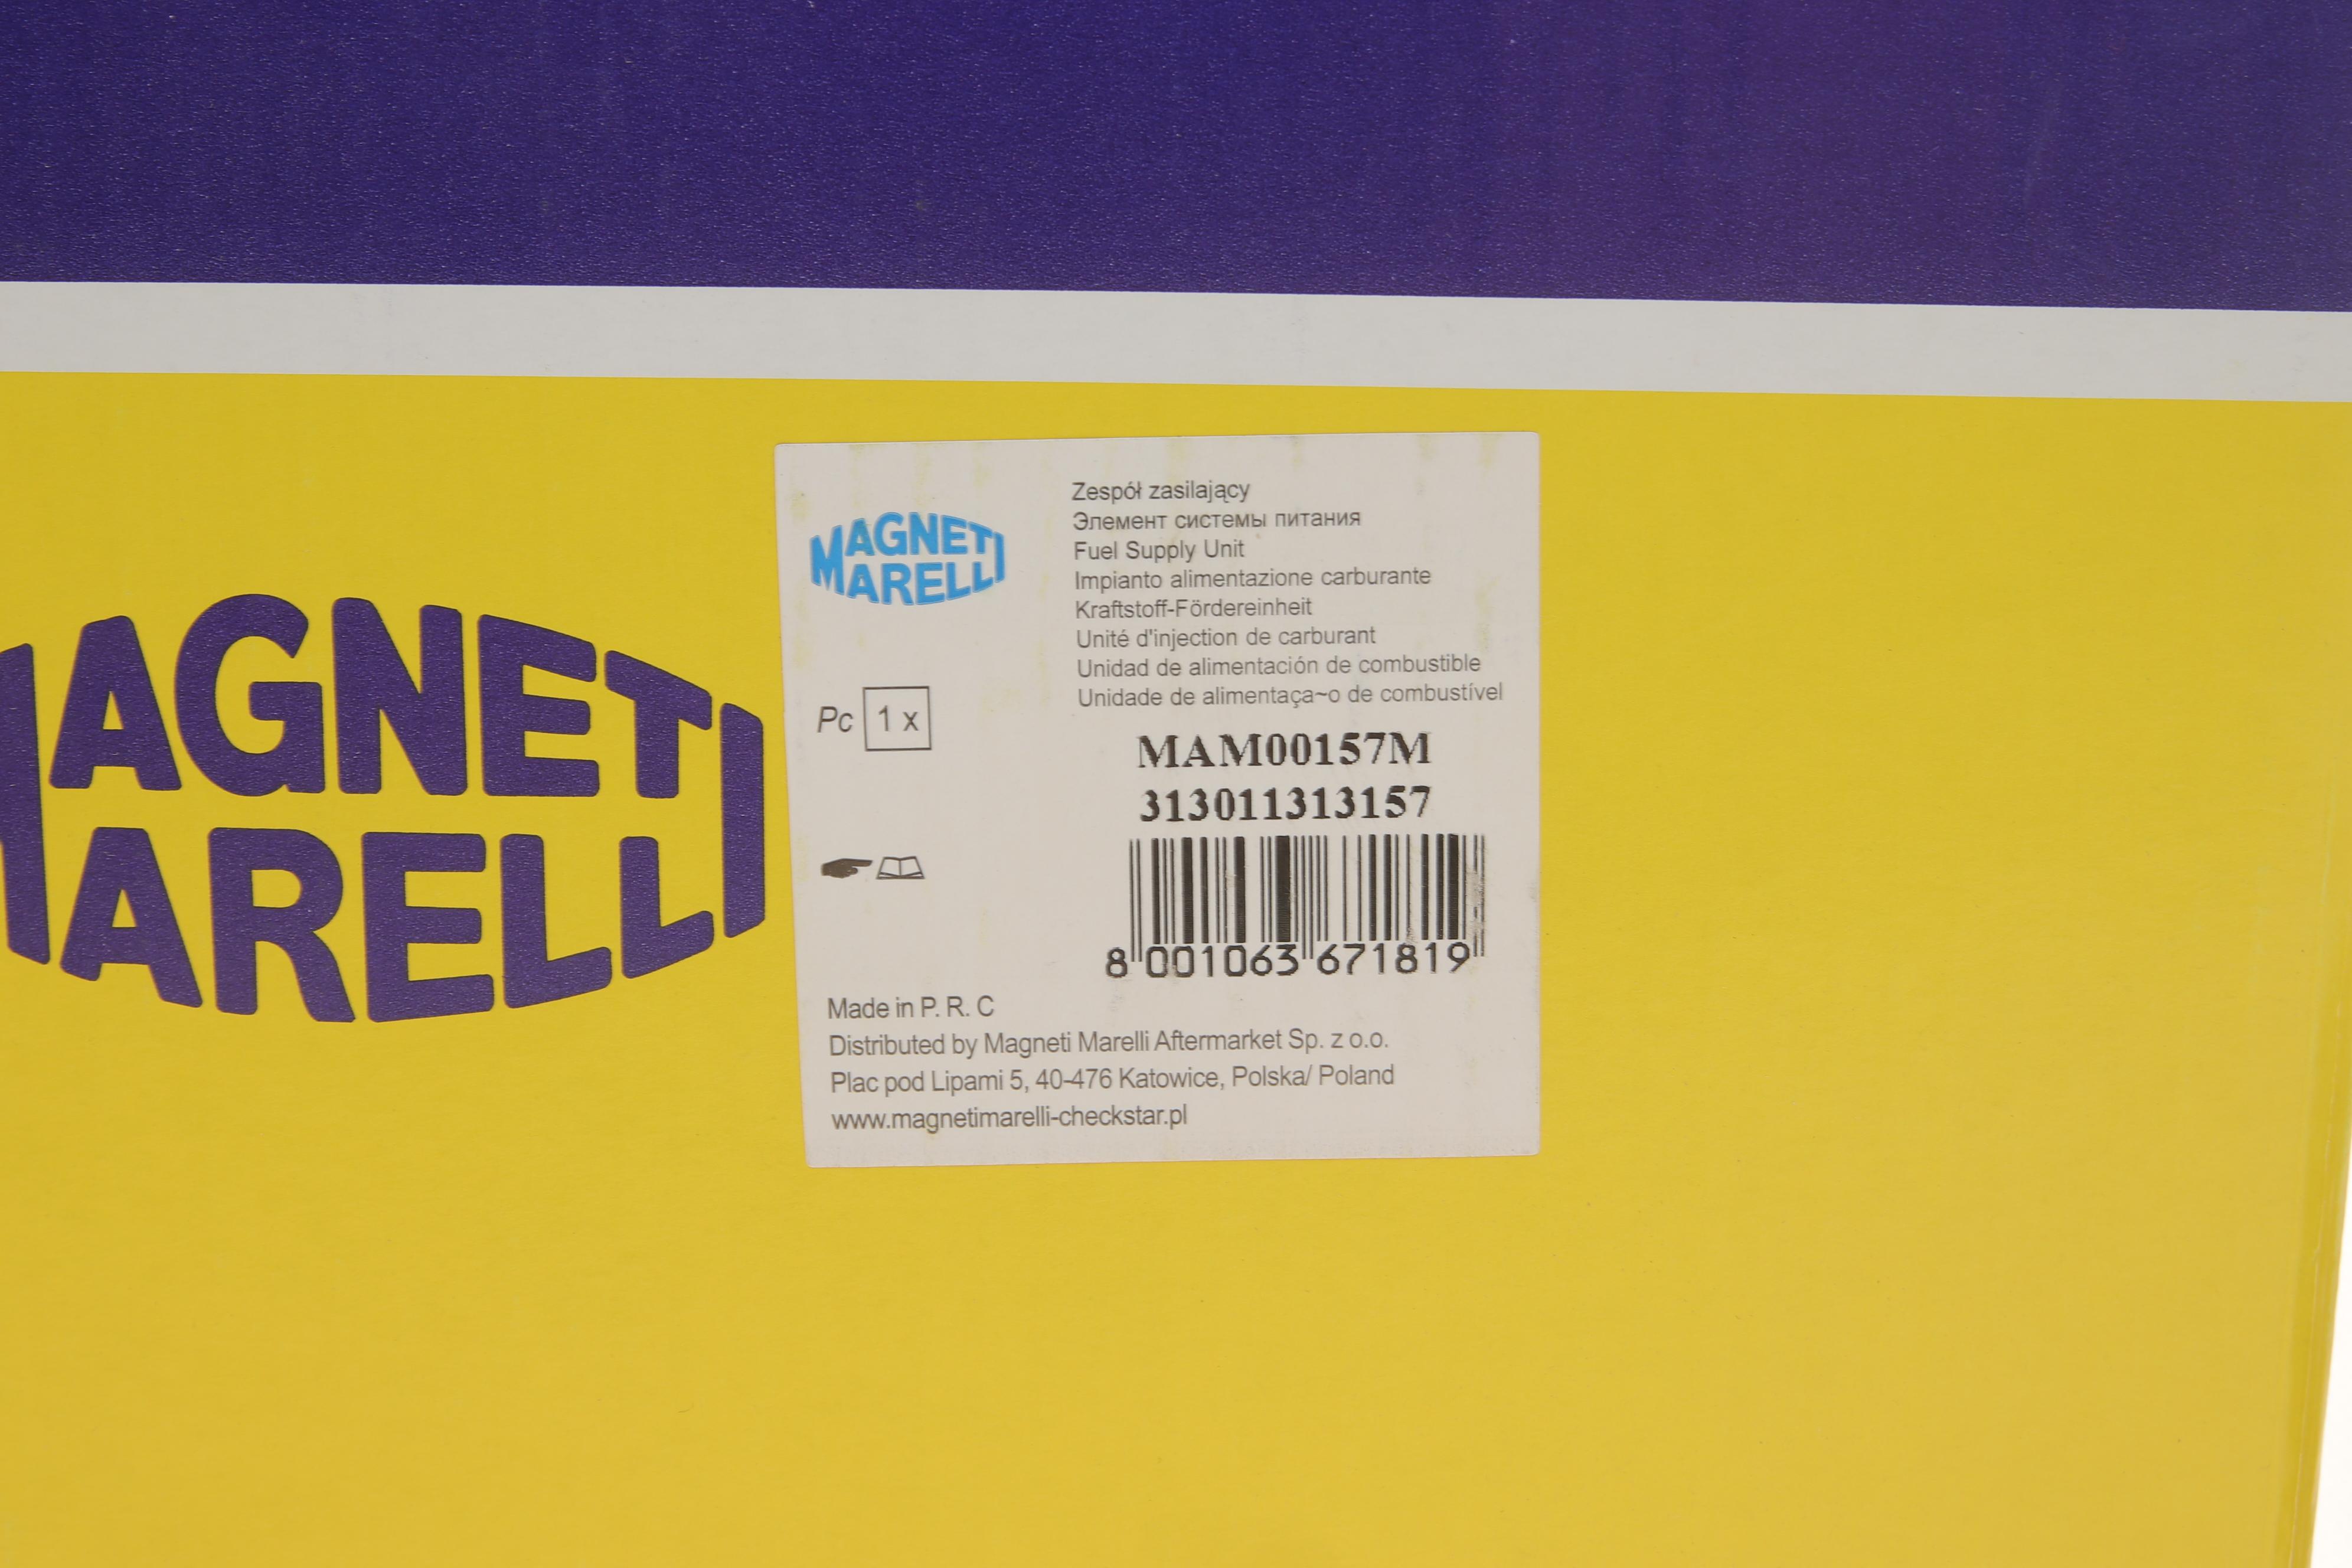 MAGNETI
MARELLI
MAGNETI
MARELLI
Zespół zasilający
Элемент системы питания
Fuel Supply Unit
Impianto alimentazione carburante
Kraftstoff-Fördereinheit
Unité d'injection de carburant
Unidad de alimentación de combustible
Unidade de alimentaça~o de combustível
Pc 1 x
MAM00157M
313011313157
8 001063 671819
Made in P. R. C
Distributed by Magneti Marelli Aftermarket Sp. z o.o.
Plac pod Lipami 5, 40-476 Katowice, Polska/ Poland
www.magnetimarelli-checkstar.pl